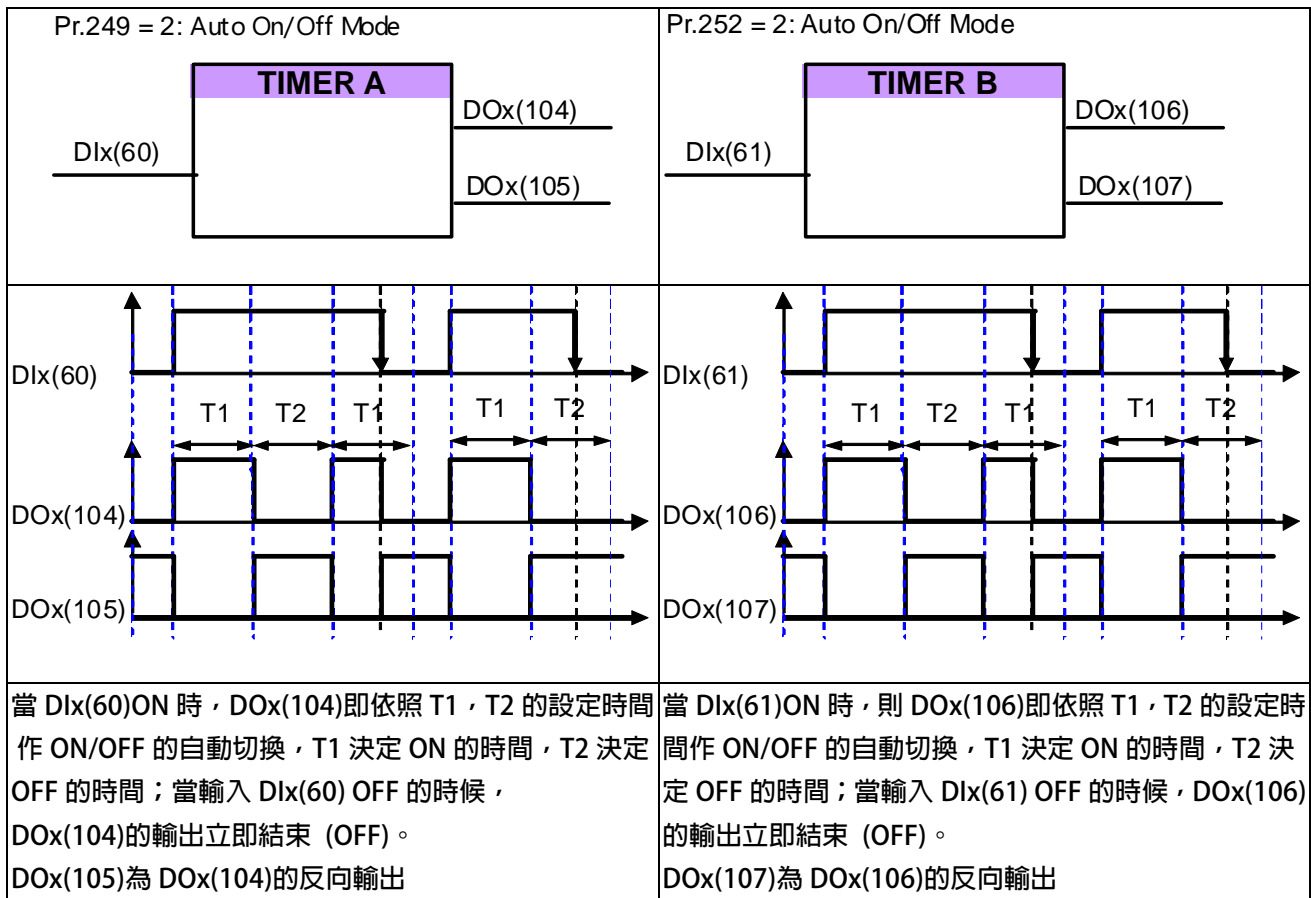 Pr.249 = 2: Auto On/Off Mode
TIMER A
DIx(60)
DOx(104)
DOx(105)
Pr.252 = 2: Auto On/Off Mode
TIMER B
DIx(61)
DOx(106)
DOx(107)
DIx(60)
T1 T2 T1 T1 T2
DOx(104)
DOx(105)
DIx(61)
T1 T2 T1 T1 T2
DOx(106)
DOx(107)
當 DIx(60)ON 時，DOx(104)即依照 T1，T2 的設定時間
作 ON/OFF 的自動切換，T1 決定 ON 的時間，T2 決定
OFF 的時間；當輸入 DIx(60) OFF 的時候，
DOx(104)的輸出立即結束 (OFF)。
DOx(105)為 DOx(104)的反向輸出
當 DIx(61)ON 時，則 DOx(106)即依照 T1，T2 的設定時
間作 ON/OFF 的自動切換，T1 決定 ON 的時間，T2 決
定 OFF 的時間；當輸入 DIx(61) OFF 的時候，DOx(106)
的輸出立即結束 (OFF)。
DOx(107)為 DOx(106)的反向輸出